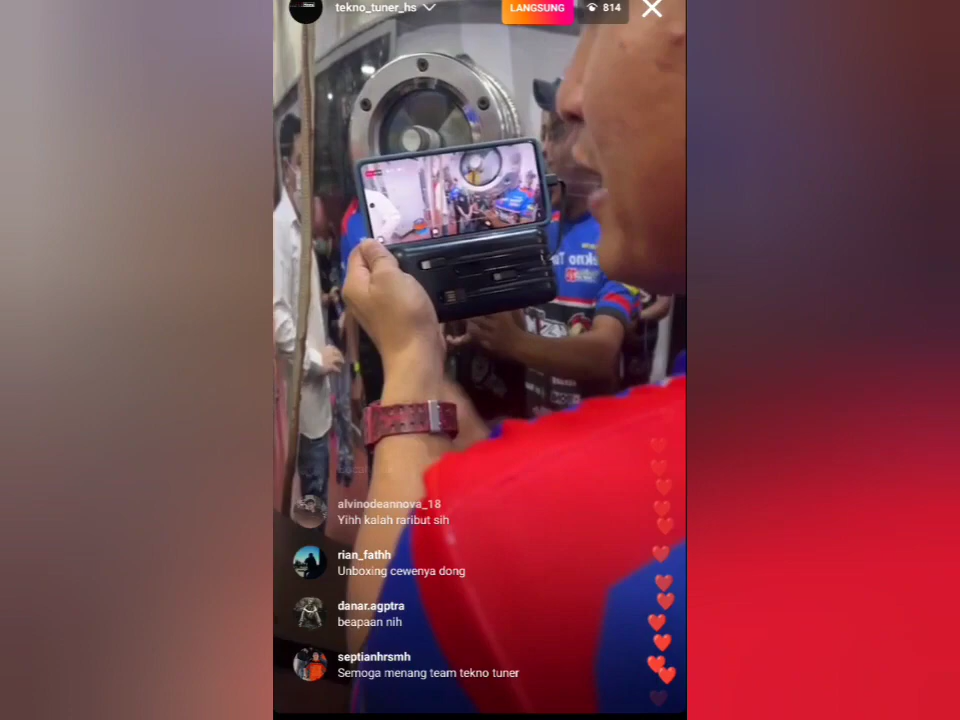 tekno_tuner_hs
LANGSUNG
814
alvinodeannova_18
Yihh kalah raribut sih
rian_fathh
Unboxing cewenya dong
danar.agptra
beapaan nih
septianhrsmh
Semoga menang team tekno tuner